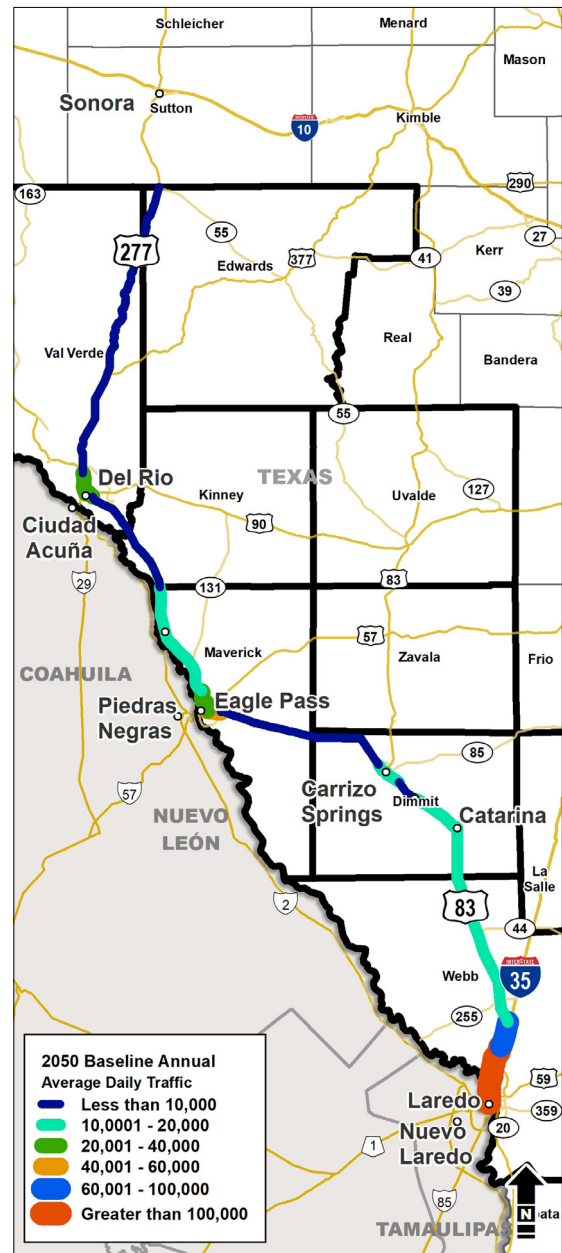 Schleicher
Menard
Mason
Sonora
Sutton
INTERSTATE
10
Kimble
163
290
277
55
27
377
Kerr
41
Edwards
39
Real
Val Verde
Bandera
55
TEXAS
Del Rio
127
Kinney
Uvalde
Ciudad
Acuña
90
29
131
83
57
Maverick
Zavala
Frio
COAHUILA
Eagle Pass
Piedras
Negras
85
57
Carrizo
Springs
Dimmit
Catarina
NUEVO
LEÓN
La
Salle
2
83
44
INTERSTATE
35
Webb
255
2050 Baseline Annual
Average Daily Traffic
Less than 10,000
10,0001 - 20,000
20,001 - 40,000
40,001 - 60,000
60,001 - 100,000
Greater than 100,000
59
Laredo
359
20
Nuevo
Laredo
1
85
N
TAMAULIPAS